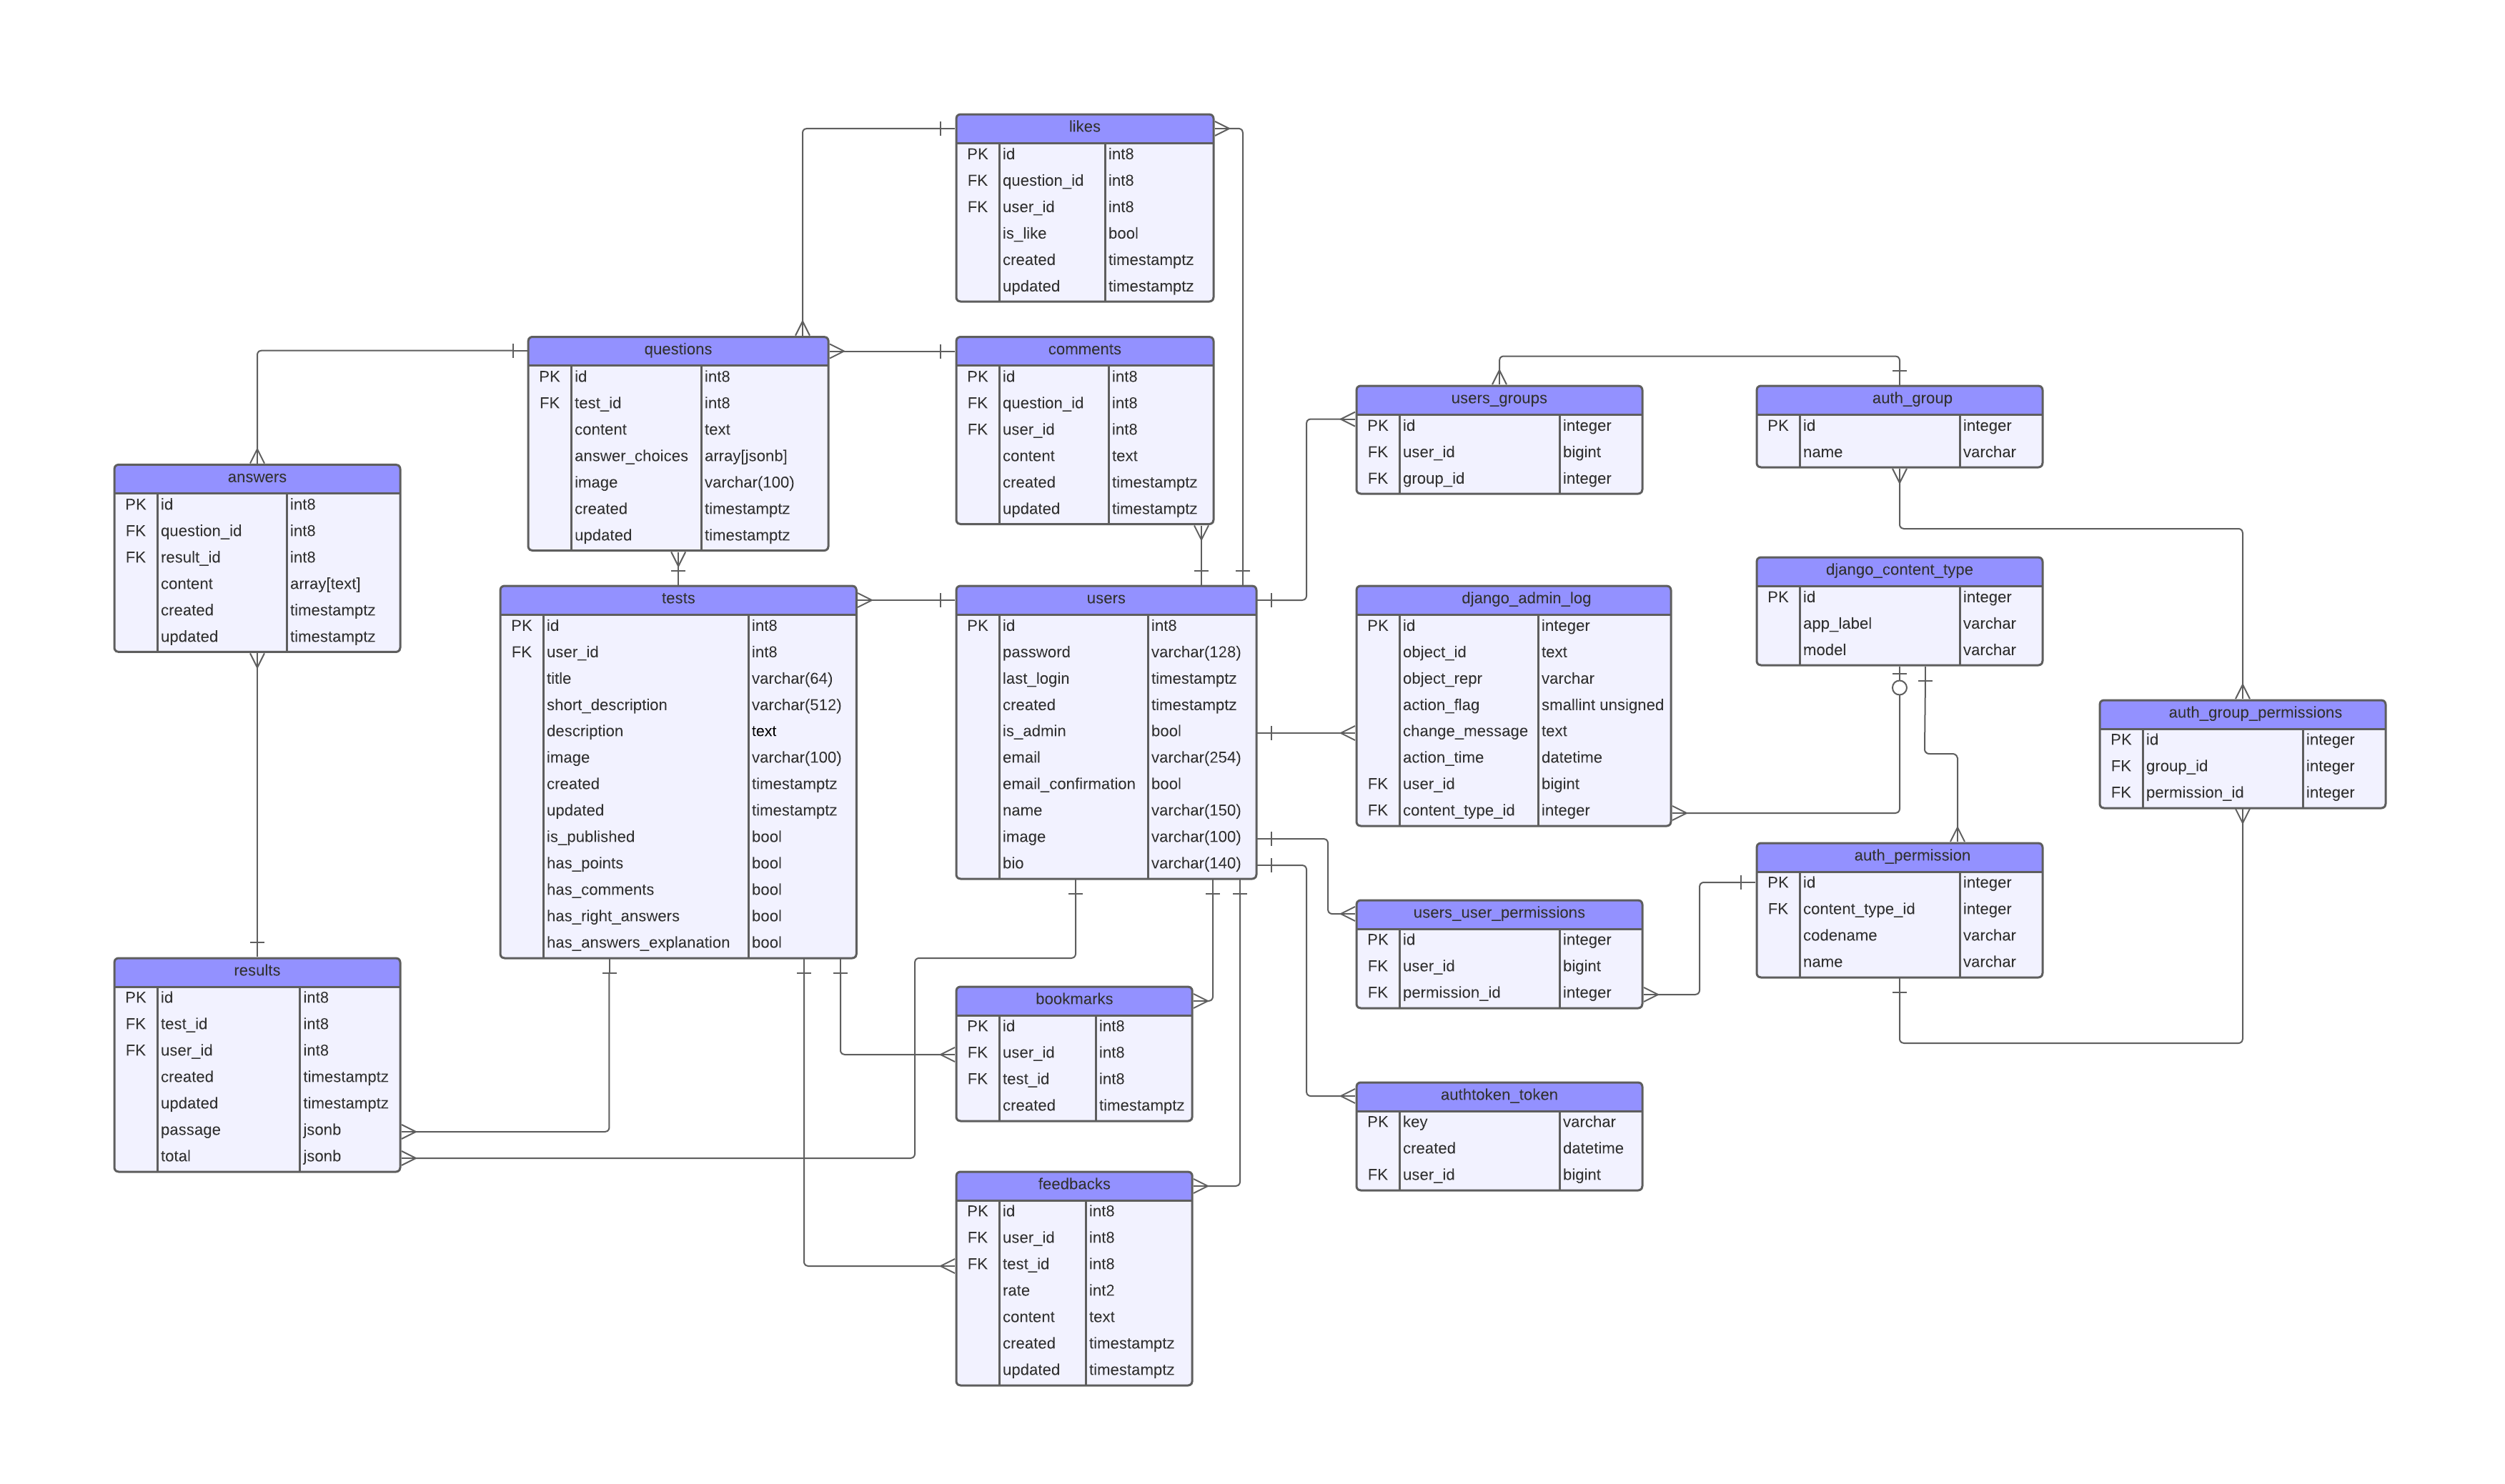 likes
PK id int8
FK question_id int8
FK user_id int8
is_like bool
created timestamptz
updated timestamptz
questions
PK id int8
FK test_id int8
content text
answer_choices array[jsonb]
image varchar(100)
created timestamptz
updated timestamptz
comments
PK id int8
FK question_id int8
FK user_id int8
content text
created timestamptz
updated timestamptz
users_groups
PK id integer
FK user_id bigint
FK group_id integer
auth_group
PK id integer
name varchar
answers
PK id int8
FK question_id int8
FK result_id int8
content array[text]
created timestamptz
updated timestamptz
tests
PK id int8
FK user_id int8
title varchar(64)
short_description varchar(512)
description text
image varchar(100)
created timestamptz
updated timestamptz
is_published bool
has_points bool
has_comments bool
has_right_answers bool
has_answers_explanation bool
users
PK id int8
password varchar(128)
last_login timestamptz
created timestamptz
is_admin bool
email varchar(254)
email_confirmation bool
name varchar(150)
image varchar(100)
bio varchar(140)
django_admin_log
PK id integer
object_id text
object_repr varchar
action_flag smallint unsigned
change_message text
action_time datetime
FK user_id bigint
FK content_type_id integer
django_content_type
PK id integer
app_label varchar
model varchar
auth_group_permissions
PK id integer
FK group_id integer
FK permission_id integer
auth_permission
PK id integer
FK content_type_id integer
codename varchar
name varchar
users_user_permissions
PK id integer
FK user_id bigint
FK permission_id integer
results
PK id int8
FK test_id int8
FK user_id int8
created timestamptz
updated timestamptz
passage jsonb
total jsonb
bookmarks
PK id int8
FK user_id int8
FK test_id int8
created timestamptz
authtoken_token
PK key varchar
created datetime
FK user_id bigint
feedbacks
PK id int8
FK user_id int8
FK test_id int8
rate int2
content text
created timestamptz
updated timestamptz